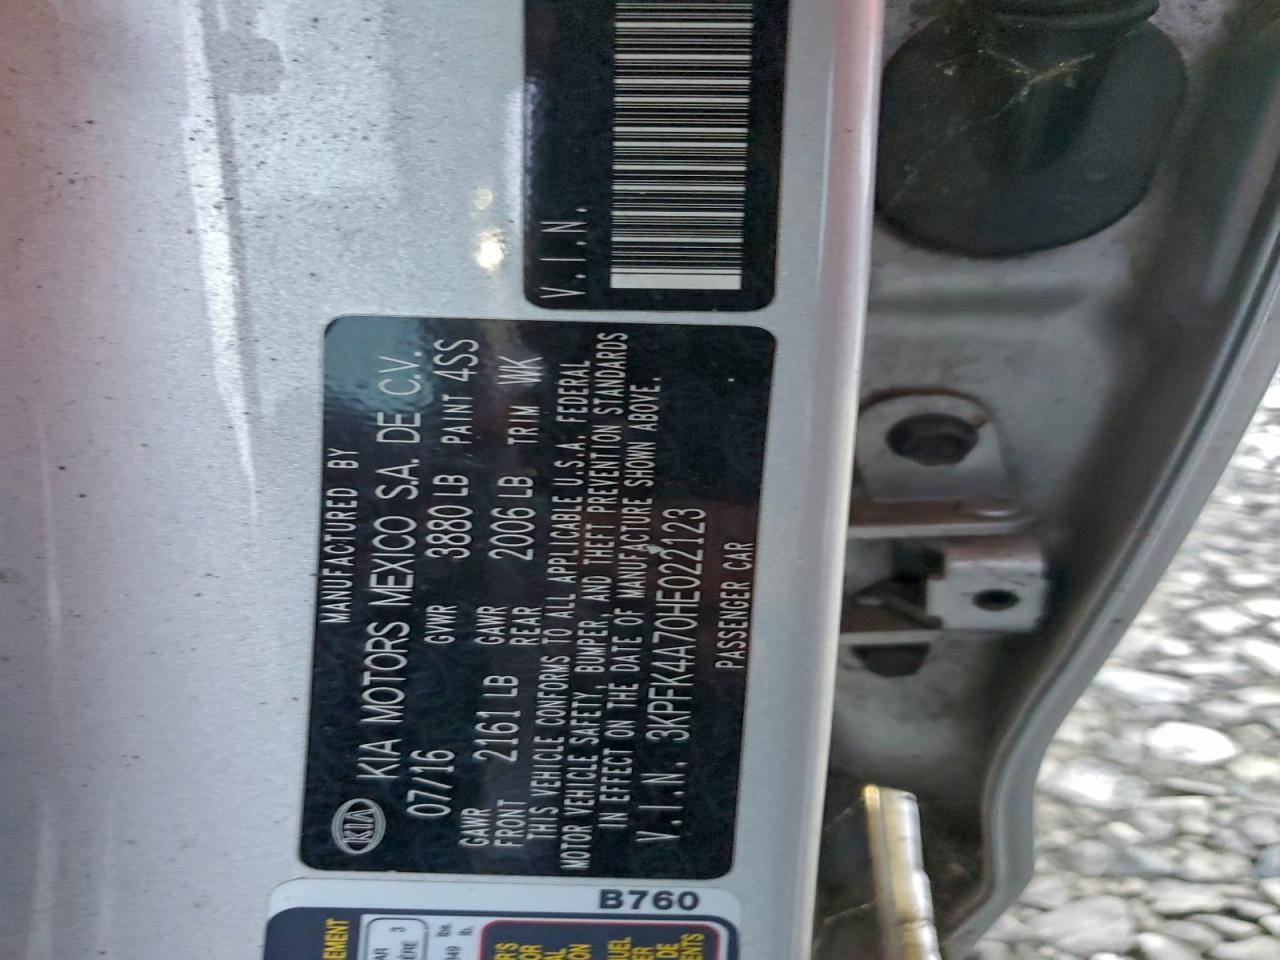 V.I.N.
MANUFACTURED BY
KIA KIA MOTORS MEXICO S.A. DE C.V.
07/16 GVWR 3880 LB PAINT 4SS
GAWR FRONT 2161 LB GAWR REAR 2006 LB TRIM WK
THIS VEHICLE CONFORMS TO ALL APPLICABLE U.S.A. FEDERAL
MOTOR VEHICLE SAFETY, BUMPER, AND THEFT PREVENTION STANDARDS
IN EFFECT ON THE DATE OF MANUFACTURE SHOWN ABOVE.
V.I.N. 3KPFK4A70HE022123
PASSENGER CAR
B760